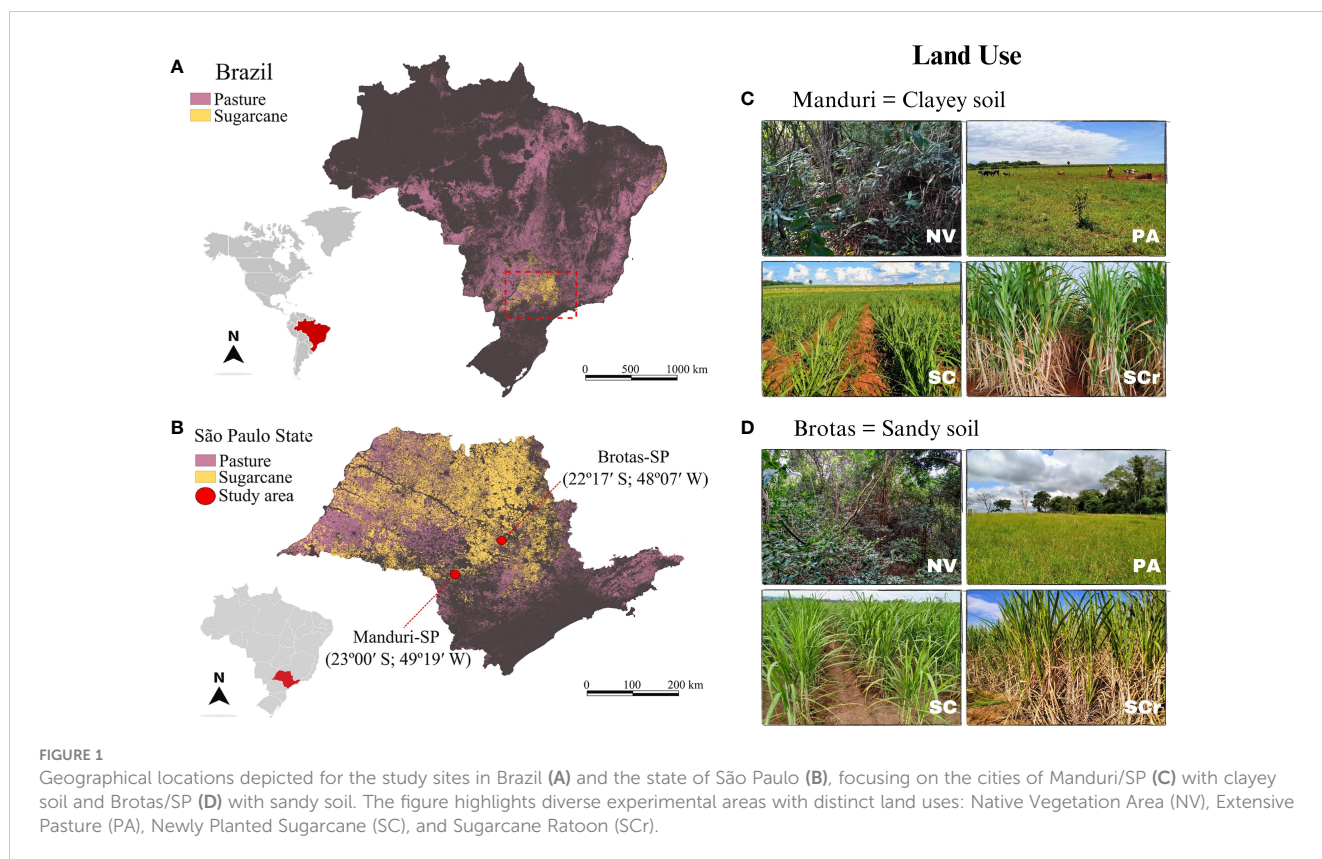 A
Brazil
Pasture
Sugarcane
N
0 500 1000 km
B
São Paulo State
Pasture
Sugarcane
Study area
Brotas-SP
(22º17′ S; 48º07′ W)
Manduri-SP
(23º00′ S; 49º19′ W)
N
0 100 200 km
Land Use
C
Manduri = Clayey soil
NV
PA
SC
SCr
D
Brotas = Sandy soil
NV
PA
SC
SCr
FIGURE 1
Geographical locations depicted for the study sites in Brazil (A) and the state of São Paulo (B), focusing on the cities of Manduri/SP (C) with clayey
soil and Brotas/SP (D) with sandy soil. The figure highlights diverse experimental areas with distinct land uses: Native Vegetation Area (NV), Extensive
Pasture (PA), Newly Planted Sugarcane (SC), and Sugarcane Ratoon (SCr).